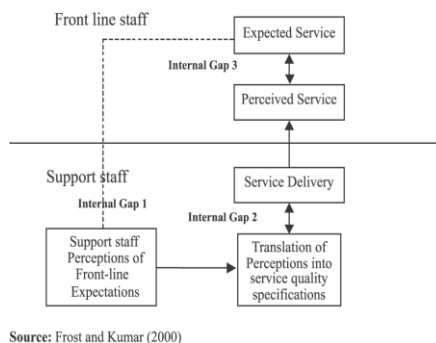 Front line staff
Expected Service
Internal Gap 3
Perceived Service
Support staff
Service Delivery
Internal Gap 1
Internal Gap 2
Support staff
Perceptions of
Front-line
Expectations
Translation of
Perceptions into
service quality
specifications
Source: Frost and Kumar (2000)